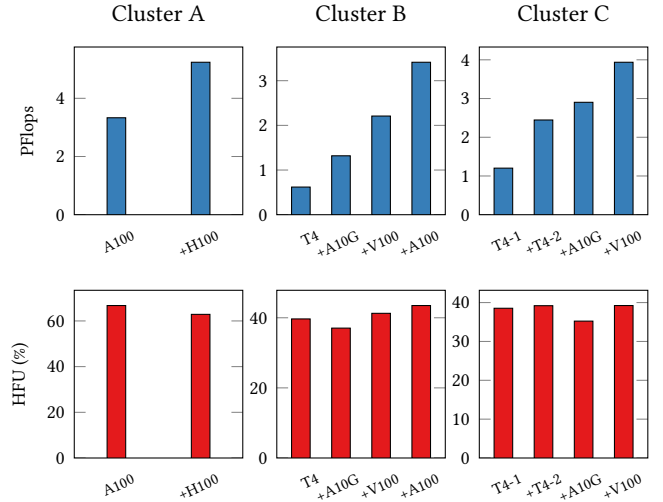 Cluster A
Cluster B
Cluster C
PFlops
4
2
0
A100
+H100
3
2
1
0
T4
+A10G
+V100
+A100
4
3
2
1
0
T4-1
+T4-2
+A10G
+V100
HFU (%)
60
40
20
0
A100
+H100
40
20
0
T4
+A10G
+V100
+A100
40
30
20
10
0
T4-1
+T4-2
+A10G
+V100